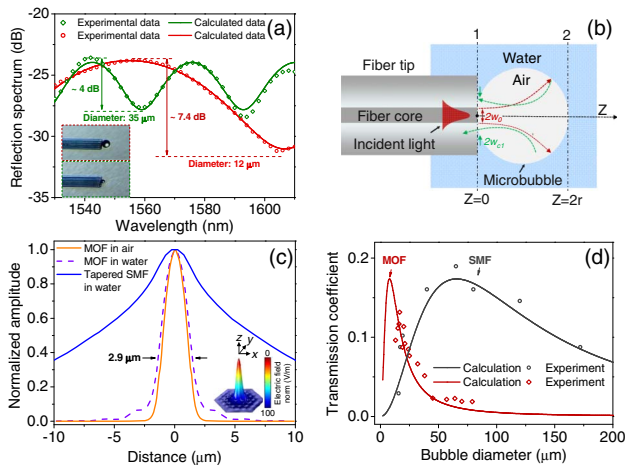 (a)
Experimental data
Calculated data
Experimental data
Calculated data
Reflection spectrum (dB)
-20
-25
-30
-35
~ 4 dB
Diameter: 35 μm
~ 7.4 dB
Diameter: 12 μm
1540
1560
1580
1600
Wavelength (nm)
(b)
1
2
Water
Air
Fiber tip
Fiber core
Incident light
2w₀
2w꜀₁
Z
Microbubble
Z=0
Z=2r
(c)
MOF in air
MOF in water
Tapered SMF
in water
Normalized amplitude
1.0
0.8
0.6
0.4
0.2
0.0
2.9 μm
z
y
x
0
100
Electric field
norm (V/m)
-10
-5
0
5
10
Distance (μm)
(d)
MOF
SMF
Transmission coefficient
0.2
0.1
0.0
Calculation
Experiment
Calculation
Experiment
0
50
100
150
200
Bubble diameter (μm)